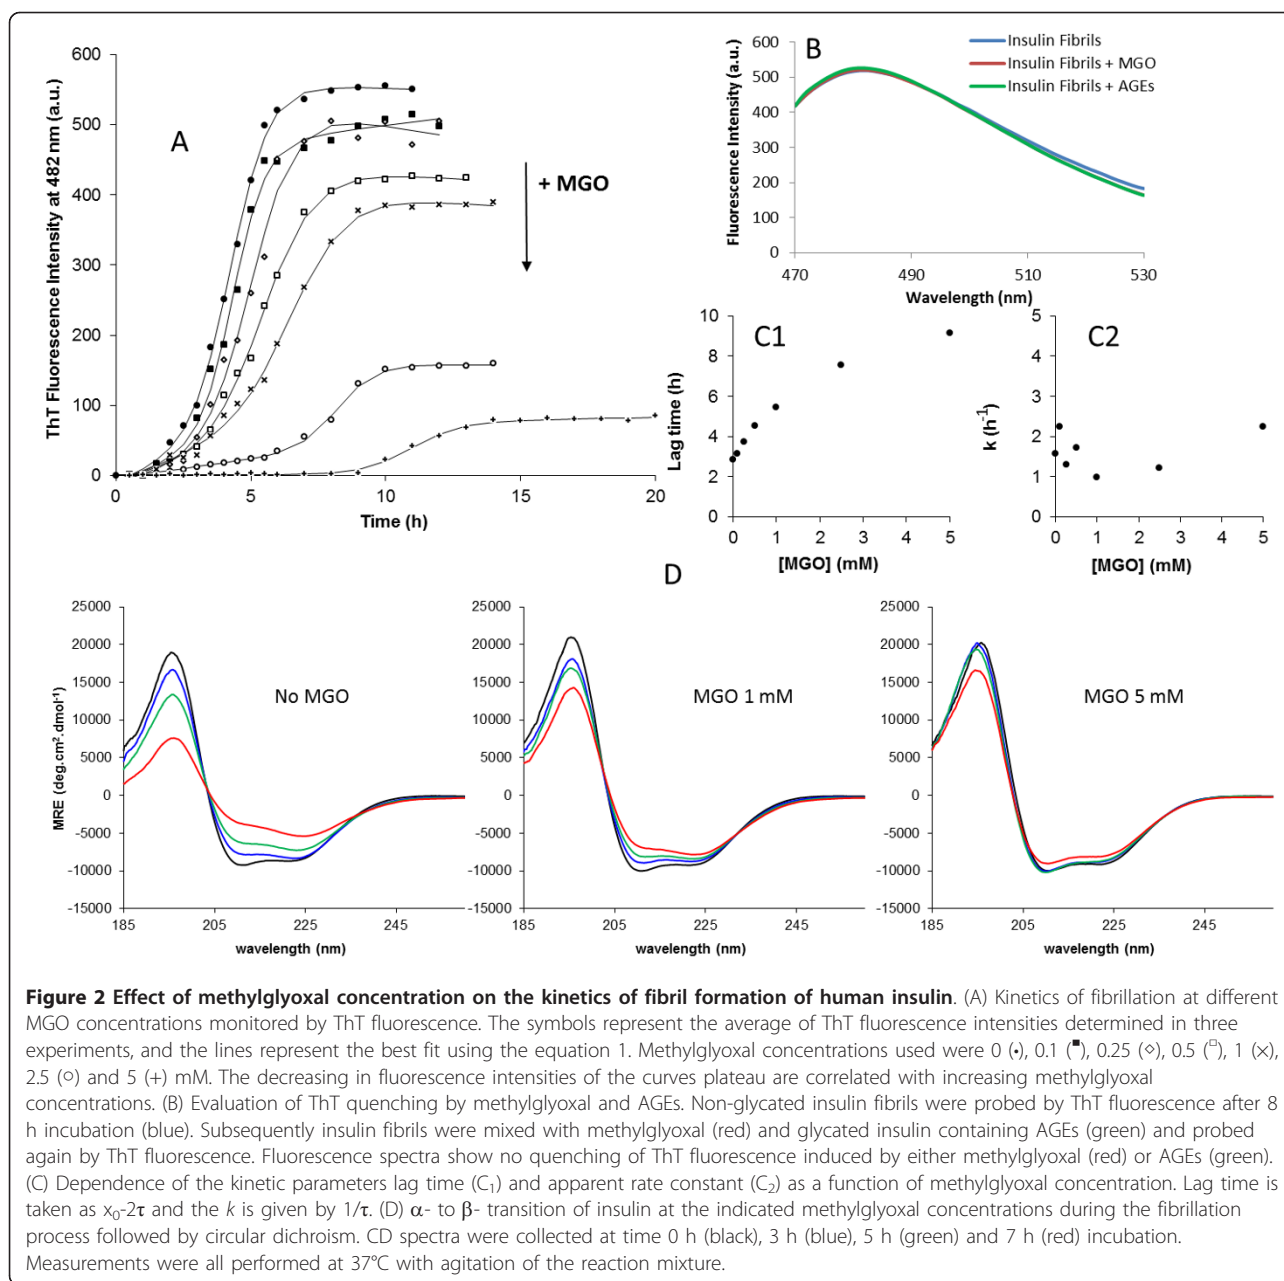 A
ThT Fluorescence Intensity at 482 nm (a.u.)
600
500
400
300
200
100
0
0 5 10 15 20
Time (h)
+ MGO
B
Insulin Fibrils
Insulin Fibrils + MGO
Insulin Fibrils + AGEs
Fluorescence Intensity (a.u.)
600
500
400
300
200
100
0
470 490 510 530
Wavelength (nm)
C1
Lag time (h)
10
8
6
4
2
0
0 1 2 3 4 5
[MGO] (mM)
C2
k (h⁻¹)
5
4
3
2
1
0
0 1 2 3 4 5
[MGO] (mM)
D
MRE (deg.cm².dmol⁻¹)
25000
20000
15000
10000
5000
0
-5000
-10000
-15000
185 205 225 245
wavelength (nm)
No MGO
25000
20000
15000
10000
5000
0
-5000
-10000
-15000
185 205 225 245
wavelength (nm)
MGO 1 mM
25000
20000
15000
10000
5000
0
-5000
-10000
-15000
185 205 225 245
wavelength (nm)
MGO 5 mM
Figure 2 Effect of methylglyoxal concentration on the kinetics of fibril formation of human insulin. (A) Kinetics of fibrillation at different
MGO concentrations monitored by ThT fluorescence. The symbols represent the average of ThT fluorescence intensities determined in three
experiments, and the lines represent the best fit using the equation 1. Methylglyoxal concentrations used were 0 (•), 0.1 (■), 0.25 (◇), 0.5 (□), 1 (×),
2.5 (○) and 5 (+) mM. The decreasing in fluorescence intensities of the curves plateau are correlated with increasing methylglyoxal
concentrations. (B) Evaluation of ThT quenching by methylglyoxal and AGEs. Non-glycated insulin fibrils were probed by ThT fluorescence after 8
h incubation (blue). Subsequently insulin fibrils were mixed with methylglyoxal (red) and glycated insulin containing AGEs (green) and probed
again by ThT fluorescence. Fluorescence spectra show no quenching of ThT fluorescence induced by either methylglyoxal (red) or AGEs (green).
(C) Dependence of the kinetic parameters lag time (C₁) and apparent rate constant (C₂) as a function of methylglyoxal concentration. Lag time is
taken as x₀-2τ and the k is given by 1/τ. (D) α- to β- transition of insulin at the indicated methylglyoxal concentrations during the fibrillation
process followed by circular dichroism. CD spectra were collected at time 0 h (black), 3 h (blue), 5 h (green) and 7 h (red) incubation.
Measurements were all performed at 37°C with agitation of the reaction mixture.